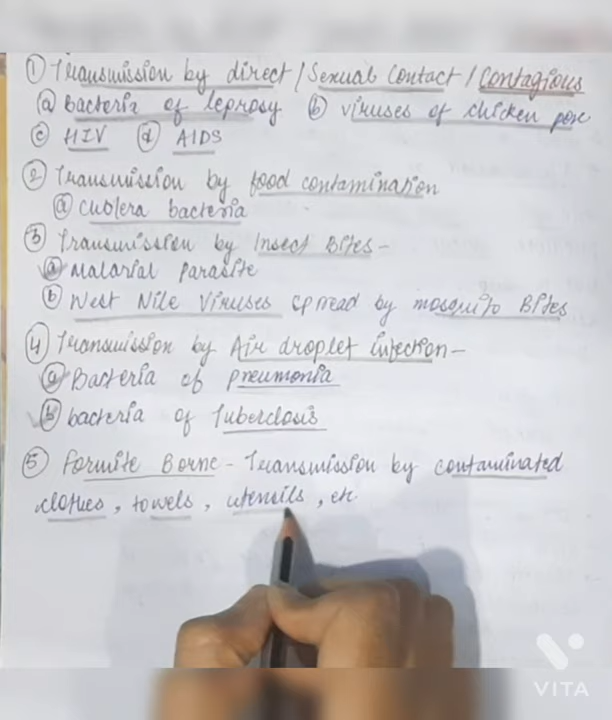 ① Transmission by direct / Sexual Contact / Contagious
ⓐ Bacteria of leprosy ⓑ viruses of chicken pox
ⓒ HIV ⓓ AIDS
② Transmission by food contamination
ⓐ Cholera bacteria
③ Transmission by Insect Bites –
ⓐ Malarial Parasite
ⓑ West Nile Viruses spread by mosquito Bites
④ Transmission by Air droplet infection –
ⓐ Bacteria of pneumonia
ⓑ bacteria of Tuberclosis
⑤ Formite Borne – Transmission by contaminated
clothes, towels, utensils, etc
VITA